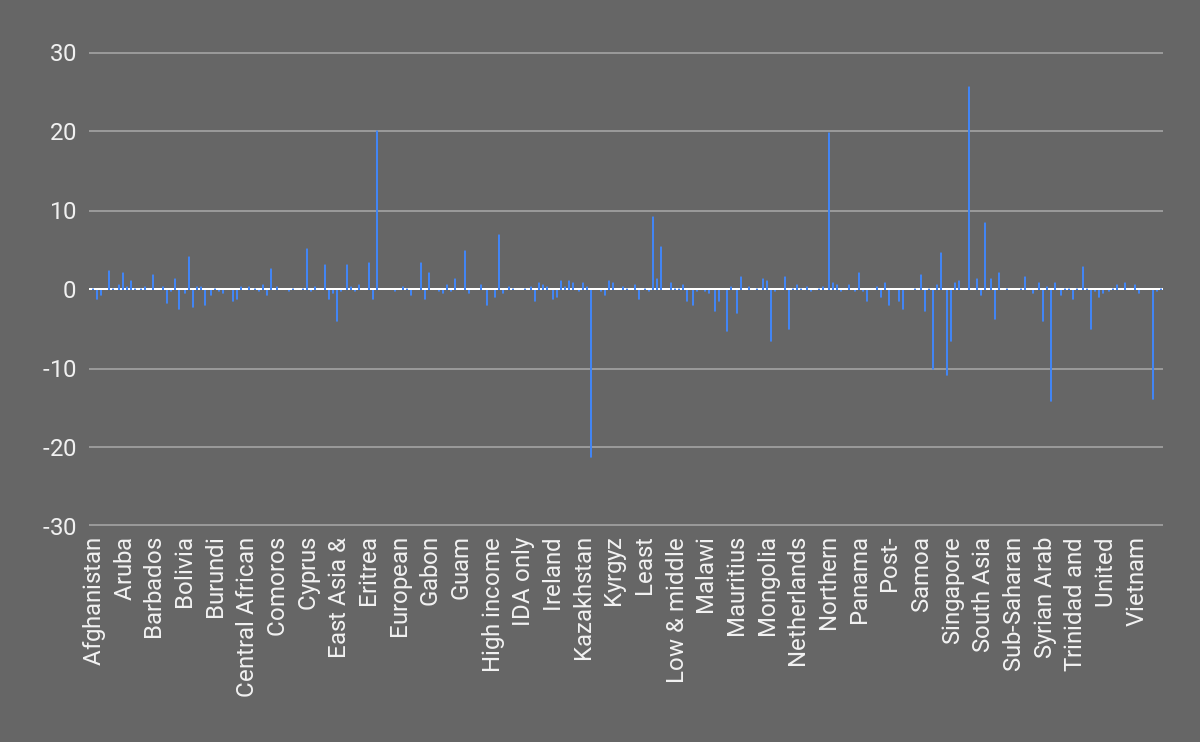 30
20
10
0
-10
-20
-30
Afghanistan
Aruba
Barbados
Bolivia
Burundi
Central African
Comoros
Cyprus
East Asia &
Eritrea
European
Gabon
Guam
High income
IDA only
Ireland
Kazakhstan
Kyrgyz
Least
Low & middle
Malawi
Mauritius
Mongolia
Netherlands
Northern
Panama
Post-
Samoa
Singapore
South Asia
Sub-Saharan
Syrian Arab
Trinidad and
United
Vietnam